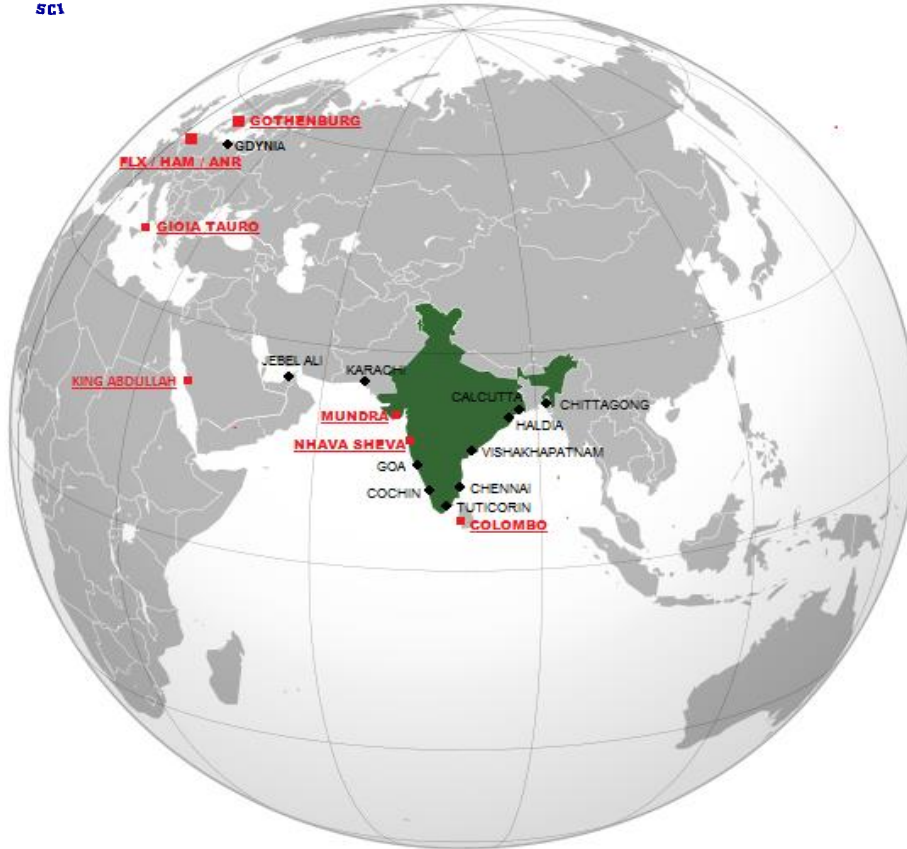 SCI
GOTHENBURG
GDYNIA
FLX / HAM / ANR
GIOIA TAURO
JEBEL ALI
KARACHI
KING ABDULLAH
CALCUTTA
CHITTAGONG
MUNDRA
HALDIA
NHAVA SHEVA
VISHAKHAPATNAM
GOA
COCHIN
CHENNAI
TUTICORIN
COLOMBO